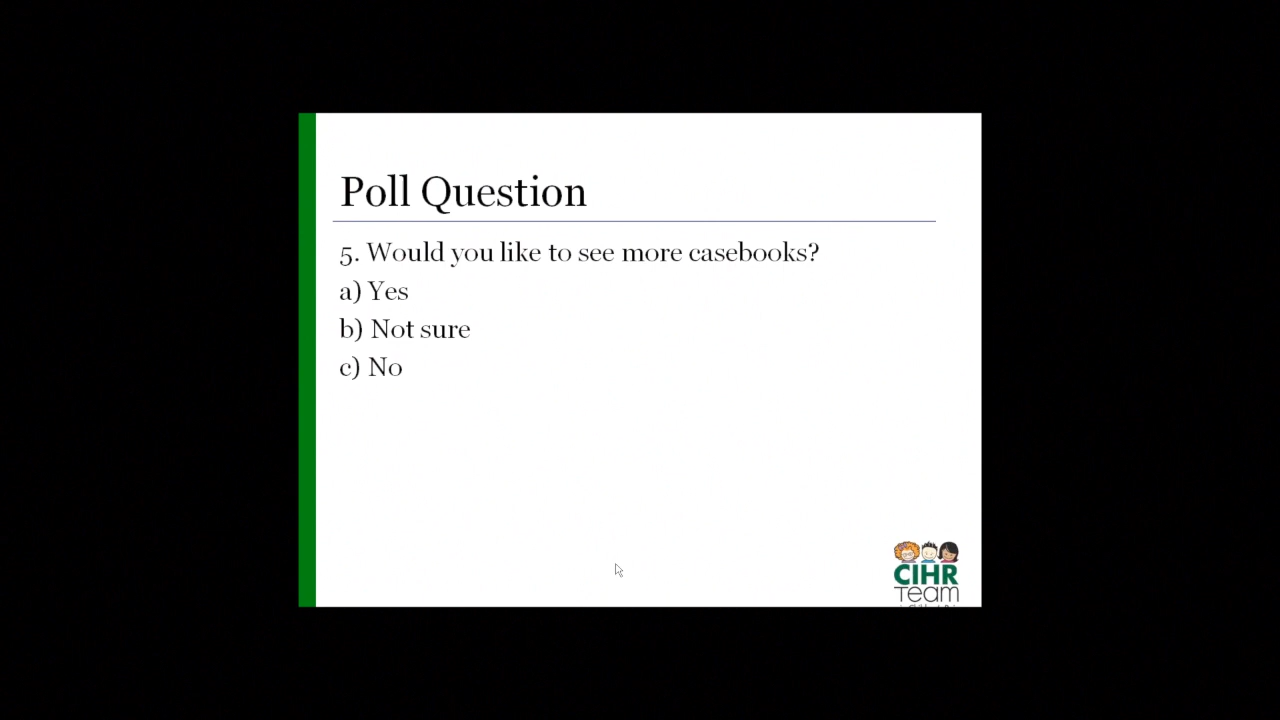 Poll Question
5. Would you like to see more casebooks?
a) Yes
b) Not sure
c) No
CIHR
Team